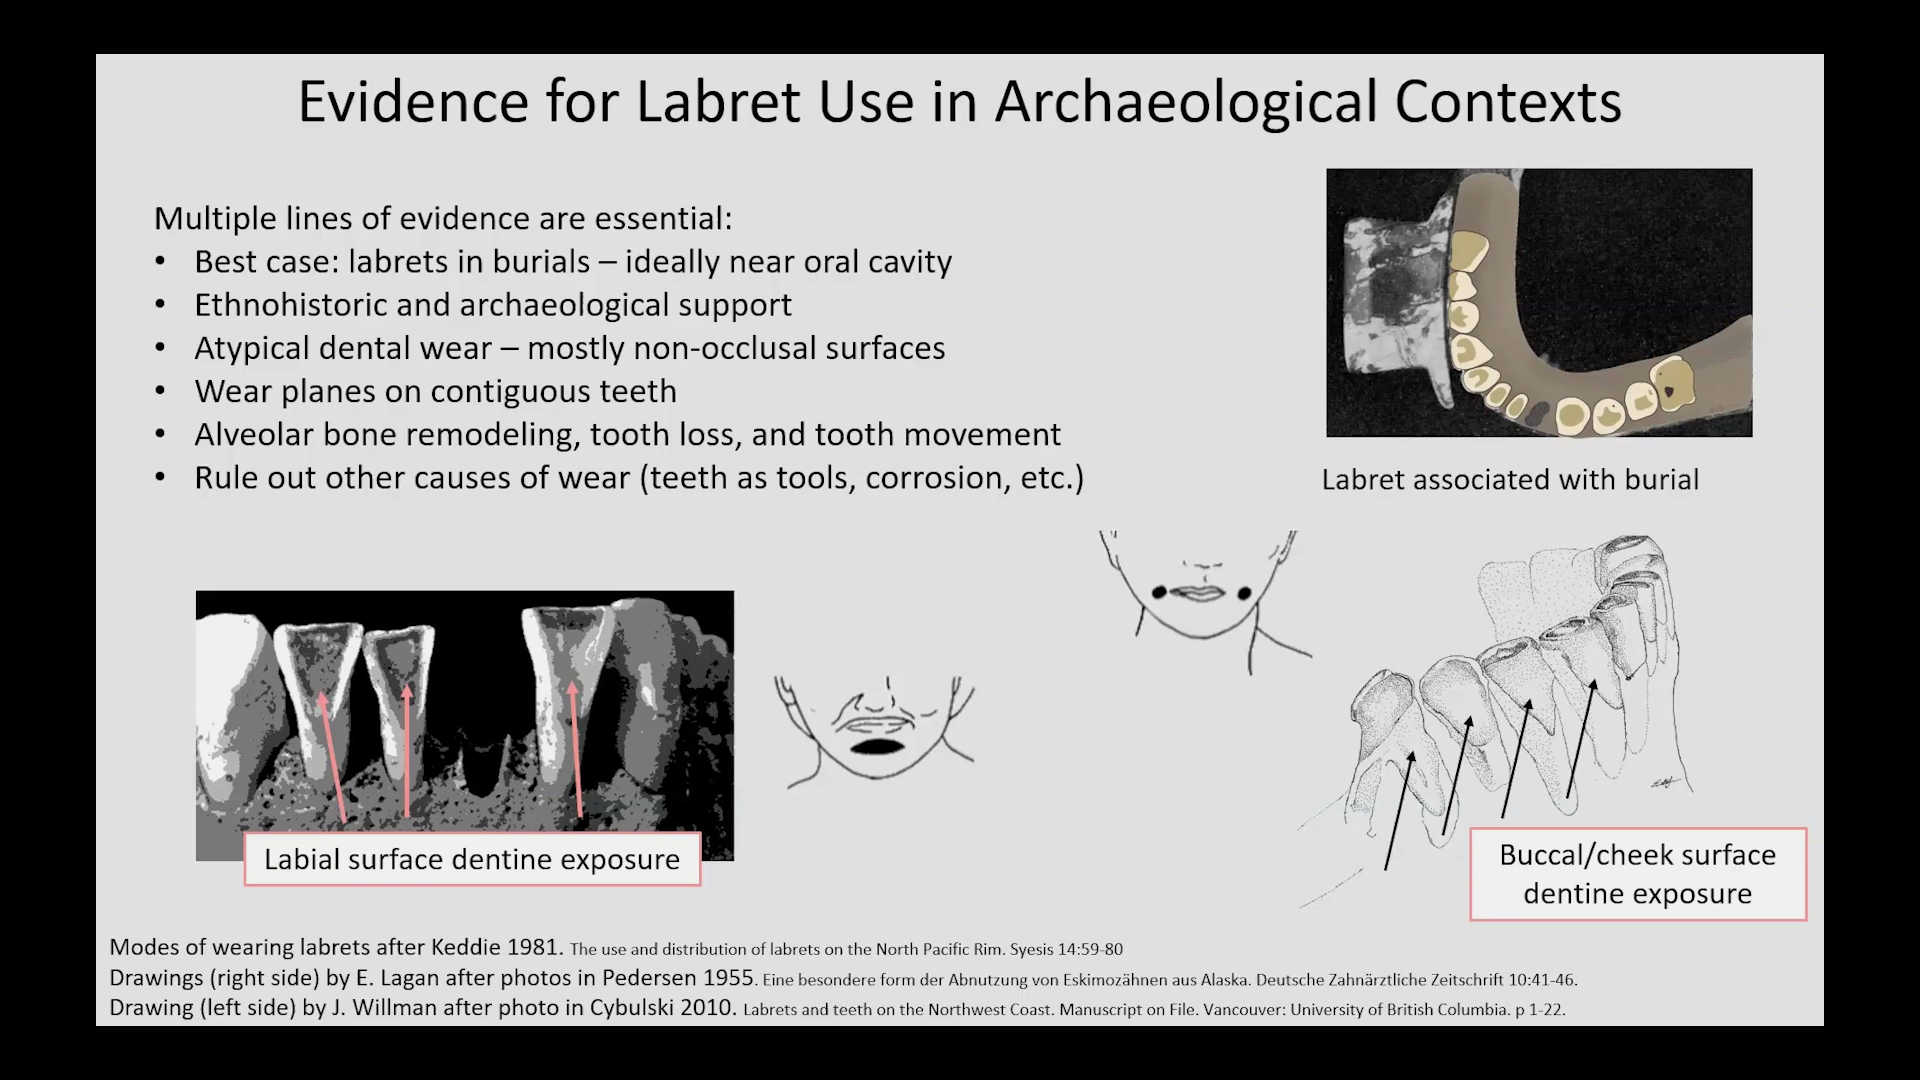 Evidence for Labret Use in Archaeological Contexts
Multiple lines of evidence are essential:
• Best case: labrets in burials – ideally near oral cavity
• Ethnohistoric and archaeological support
• Atypical dental wear – mostly non-occlusal surfaces
• Wear planes on contiguous teeth
• Alveolar bone remodeling, tooth loss, and tooth movement
• Rule out other causes of wear (teeth as tools, corrosion, etc.)
Labret associated with burial
Labial surface dentine exposure
Buccal/cheek surface
dentine exposure
Modes of wearing labrets after Keddie 1981. The use and distribution of labrets on the North Pacific Rim. Syesis 14:59-80
Drawings (right side) by E. Lagan after photos in Pedersen 1955. Eine besondere form der Abnutzung von Eskimozähnen aus Alaska. Deutsche Zahnärztliche Zeitschrift 10:41-46.
Drawing (left side) by J. Willman after photo in Cybulski 2010. Labrets and teeth on the Northwest Coast. Manuscript on File. Vancouver: University of British Columbia. p 1-22.